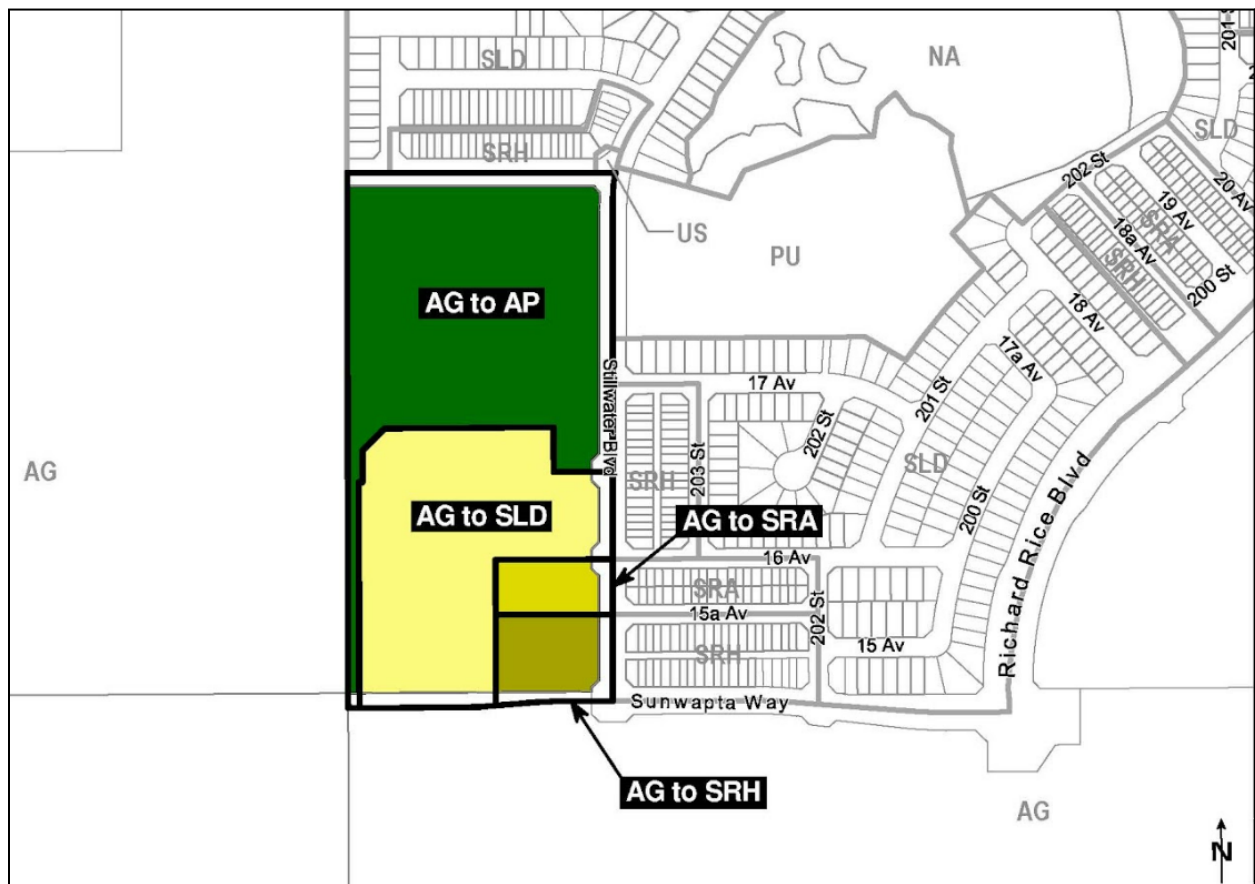 201 St
SLD
NA
SLD
SRH
202 St
20 Av
19 Av
SRA
18a Av
SRH
200 St
US
PU
AG to AP
18 Av
17a Av
Stillwater Blvd
17 Av
201 St
202 St
203 St
SLD
AG
SRH
200 St
Richard Rice Blvd
AG to SLD
AG to SRA
16 Av
SRA
15a Av
202 St
15 Av
SRH
Sunwapta Way
AG to SRH
AG
N